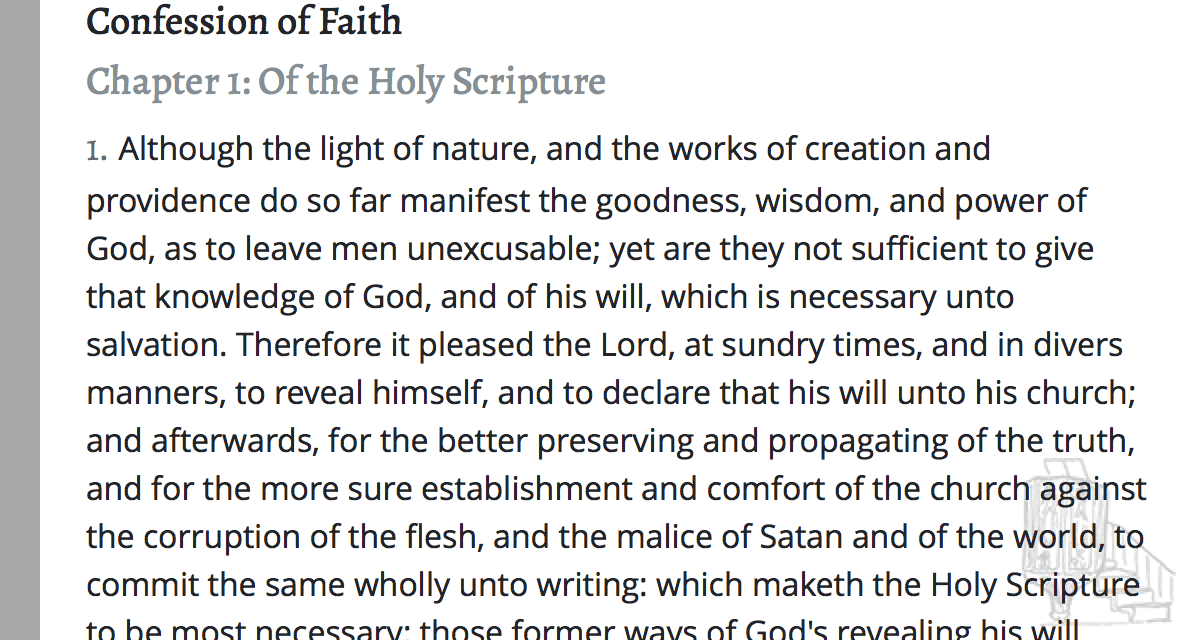 Confession of Faith
Chapter 1: Of the Holy Scripture
1. Although the light of nature, and the works of creation and
providence do so far manifest the goodness, wisdom, and power of
God, as to leave men unexcusable; yet are they not sufficient to give
that knowledge of God, and of his will, which is necessary unto
salvation. Therefore it pleased the Lord, at sundry times, and in divers
manners, to reveal himself, and to declare that his will unto his church;
and afterwards, for the better preserving and propagating of the truth,
and for the more sure establishment and comfort of the church against
the corruption of the flesh, and the malice of Satan and of the world, to
commit the same wholly unto writing: which maketh the Holy Scripture
to be most necessary; those former ways of God's revealing his will